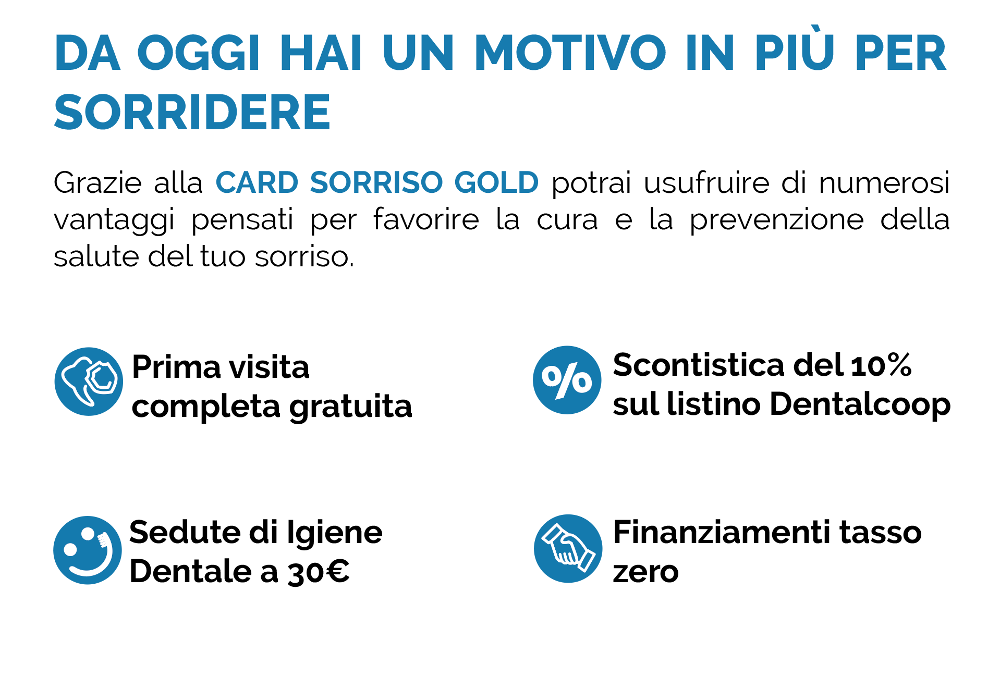 DA OGGI HAI UN MOTIVO IN PIÙ PER
SORRIDERE
Grazie alla CARD SORRISO GOLD potrai usufruire di numerosi
vantaggi pensati per favorire la cura e la prevenzione della
salute del tuo sorriso.
Prima visita
completa gratuita
%
Scontistica del 10%
sul listino Dentalcoop
Sedute di Igiene
Dentale a 30€
Finanziamenti tasso
zero